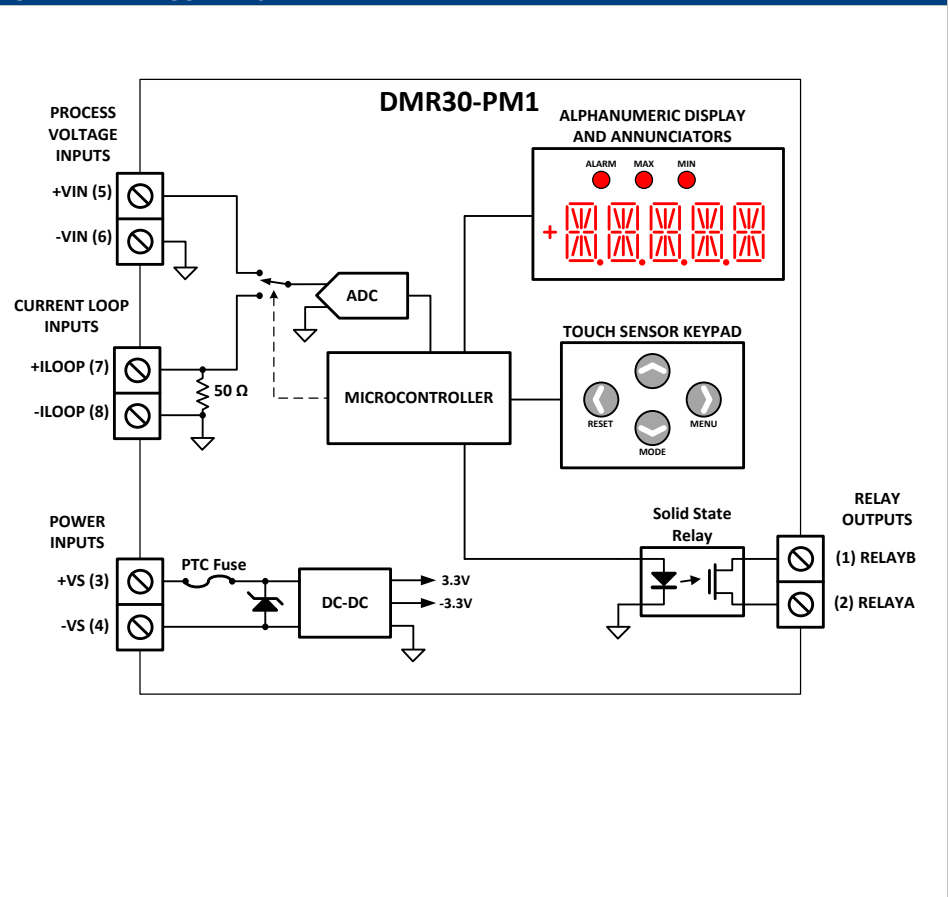 DMR30-PM1
PROCESS
VOLTAGE
INPUTS
+VIN (5)
-VIN (6)
CURRENT LOOP
INPUTS
+ILOOP (7)
-ILOOP (8)
50 Ω
ADC
MICROCONTROLLER
ALPHANUMERIC DISPLAY
AND ANNUNCIATORS
ALARM MAX MIN
+
TOUCH SENSOR KEYPAD
RESET
MENU
MODE
POWER
INPUTS
+VS (3)
-VS (4)
PTC Fuse
DC-DC
3.3V
-3.3V
Solid State
Relay
RELAY
OUTPUTS
(1) RELAYB
(2) RELAYA